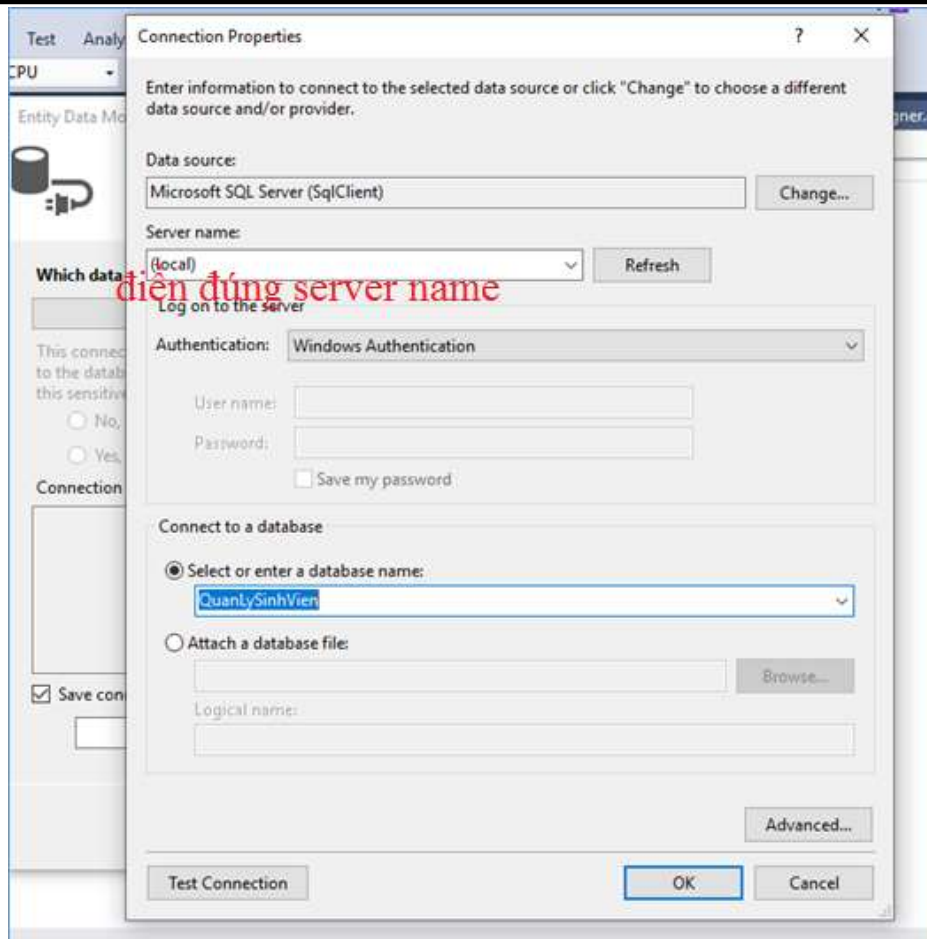 Test Analy
Connection Properties
? ×
CPU
Enter information to connect to the selected data source or click "Change" to choose a different
data source and/or provider.
Entity Data Mo
gner.
Data source:
Microsoft SQL Server (SqlClient)
Change...
Server name:
(local)
Refresh
Which data
điền đúng server name
Log on to the server
Authentication:
Windows Authentication
This connec
to the datab
this sensitive
User name:
No,
Password:
Yes,
Save my password
Connection
Connect to a database
Select or enter a database name:
QuanLySinhVien
Attach a database file:
Browse...
Save conn
Logical name:
Advanced...
Test Connection
OK
Cancel